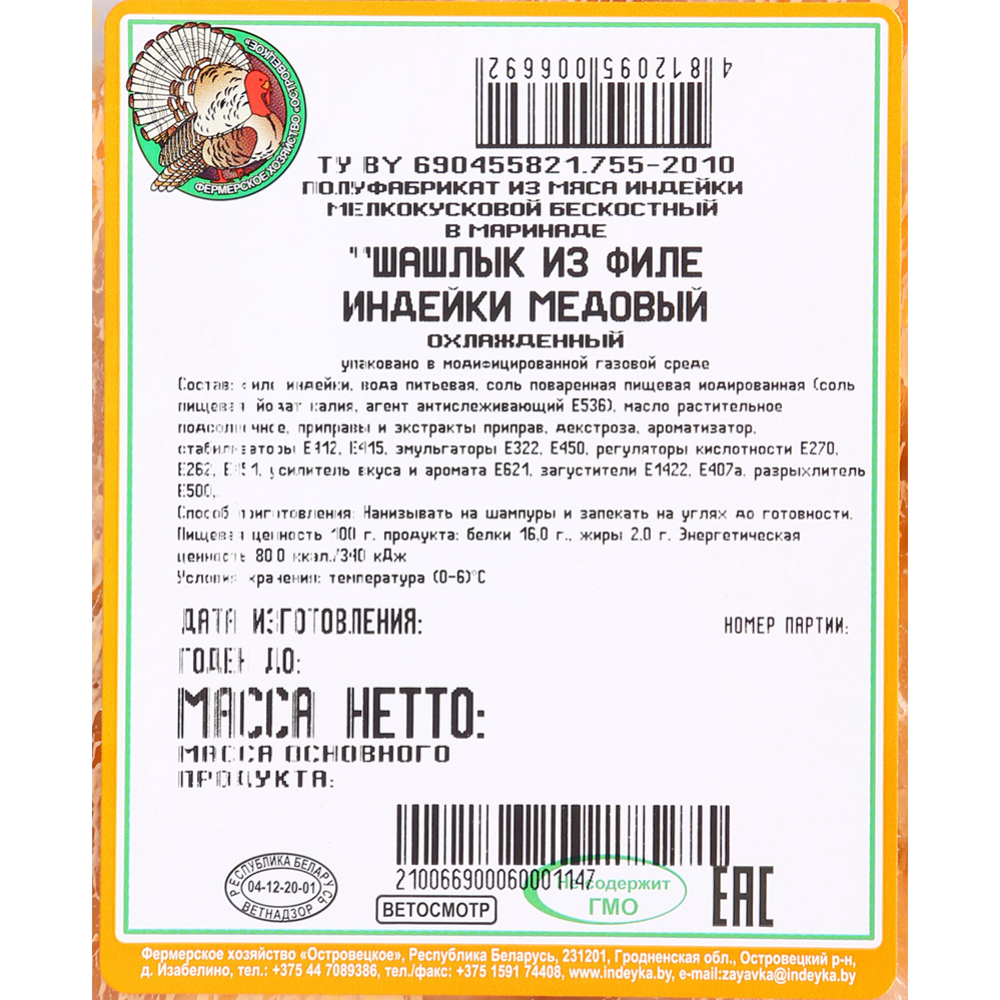 ФЕРМЕРСКОЕ ХОЗЯЙСТВО «ОСТРОВЕЦКОЕ»
4 812095 006692
ТУ BY 690455821.755-2010
ПОЛУФАБРИКАТ ИЗ МЯСА ИНДЕЙКИ
МЕЛКОКУСКОВОЙ БЕСКОСТНЫЙ
В МАРИНАДЕ
"ШАШЛЫК ИЗ ФИЛЕ
ИНДЕЙКИ МЕДОВЫЙ
ОХЛАЖДЕННЫЙ
упаковано в модифицированной газовой среде
Состав: филе индейки, вода питьевая, соль поваренная пищевая йодированная (соль
пищевая, йодат калия, агент антислеживающий Е536), масло растительное
подсолнечное, приправы и экстракты приправ, декстроза, ароматизатор,
стабилизаторы Е412, Е415, эмульгаторы Е322, Е450, регуляторы кислотности Е270,
Е262, усилитель вкуса и аромата Е621, загустители Е1422, Е407а, разрыхлитель
Е500,
Способ приготовления: Нанизывать на шампуры и запекать на углях до готовности.
Пищевая ценность 100 г. продукта: белки 16,0 г., жиры 2.0 г. Энергетическая
ценность 80.0 ккал./340 кДж
Условия хранения: температура (0-6)°С
ДАТА ИЗГОТОВЛЕНИЯ:
НОМЕР ПАРТИИ:
ГОДЕН ДО:
МАССА НЕТТО:
МАССА ОСНОВНОГО
ПРОДУКТА:
210066900060001147
Не содержит
ГМО
РЕСПУБЛИКА БЕЛАРУСЬ
04-12-20-01
ВЕТНАДЗОР
ВЕТОСМОТР
ЕАС
Фермерское хозяйство «Островецкое», Республика Беларусь, 231201, Гродненская обл., Островецкий р-н,
д. Изабелино, тел.: +375 44 7089386, тел./факс: +375 1591 74408, www.indeyka.by, e-mail:zayavka@indeyka.by